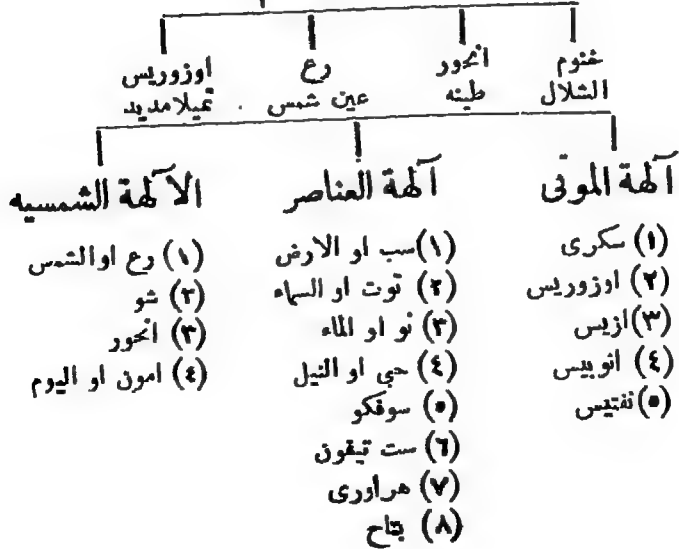 خنوم
الشلال
انحور
طينه
رع
عين شمس
اوزوريس
تميلامديد
آلهة الموتى
(١) سكرى
(٢) اوزوريس
(٣) ازيس
(٤) انوبيس
(٥) نفتيس
آلهة العناصر
(١) سب او الارض
(٢) توت او السماء
(٣) نو او الماء
(٤) حبى او النيل
(٥) سوفكو
(٦) ست تيفون
(٧) هراورى
(٨) بتاح
الآلهة الشمسيه
(١) رع او الشمس
(٢) شو
(٣) انحور
(٤) امون او اليوم